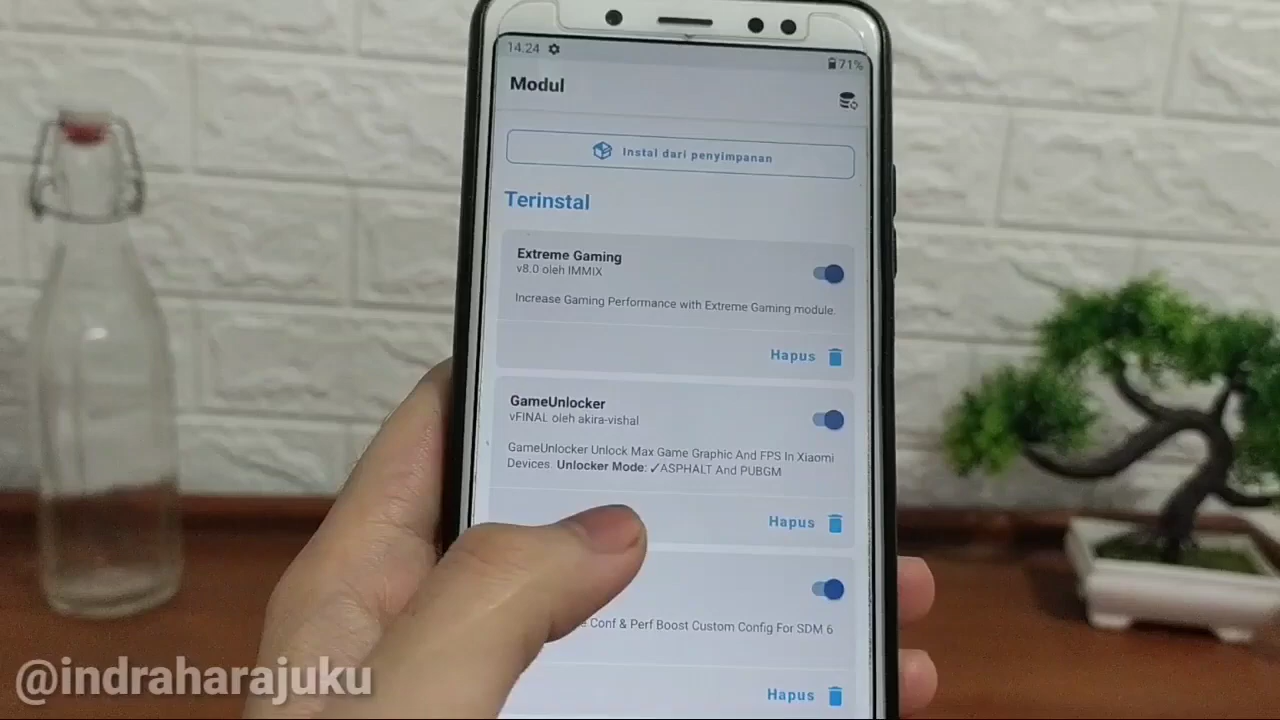 14.24
71%
Modul
Instal dari penyimpanan
Terinstal
Extreme Gaming
v8.0 oleh IMMIX
Increase Gaming Performance with Extreme Gaming module.
Hapus
GameUnlocker
vFINAL oleh akira-vishal
GameUnlocker Unlock Max Game Graphic And FPS In Xiaomi
Devices. Unlocker Mode: ✓ASPHALT And PUBGM
Hapus
Conf & Perf Boost Custom Config For SDM 6
Hapus
@indraharajuku